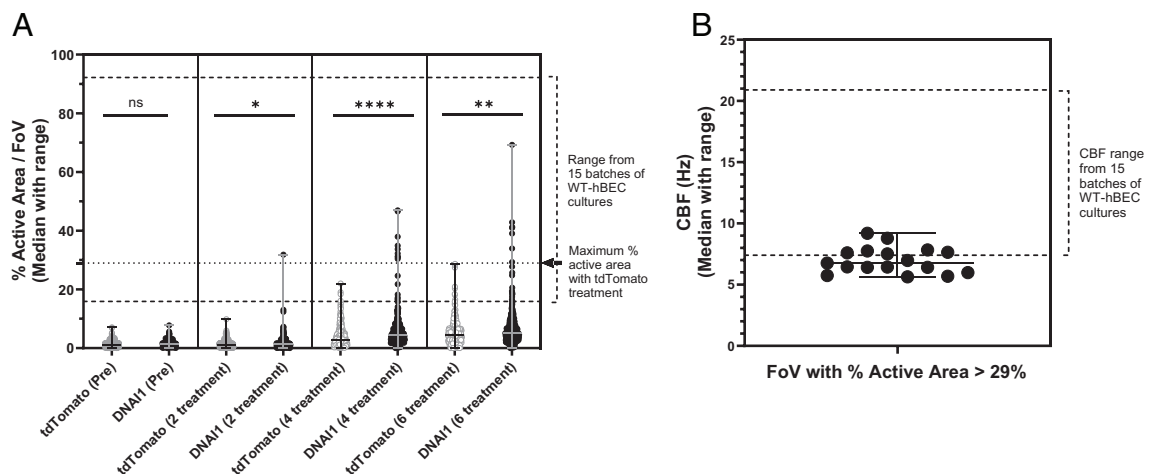 A
% Active Area / FoV
(Median with range)
100
80
60
40
20
0
ns
*
****
**
Range from
15 batches of
WT-hBEC
cultures
Maximum %
active area
with tdTomato
treatment
tdTomato (Pre)
DNAI1 (Pre)
tdTomato (2 treatment)
DNAI1 (2 treatment)
tdTomato (4 treatment)
DNAI1 (4 treatment)
tdTomato (6 treatment)
DNAI1 (6 treatment)
B
CBF (Hz)
(Median with range)
25
20
15
10
5
0
CBF range
from 15
batches of
WT-hBEC
cultures
FoV with % Active Area > 29%